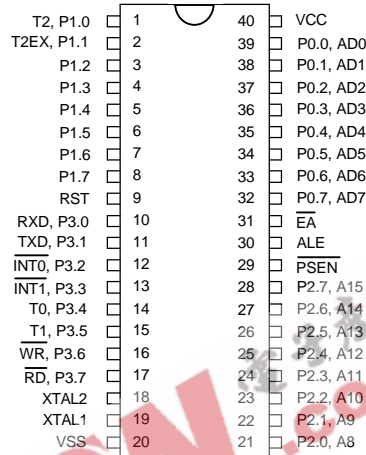 T2, P1.0 1 40 VCC
T2EX, P1.1 2 39 P0.0, AD0
P1.2 3 38 P0.1, AD1
P1.3 4 37 P0.2, AD2
P1.4 5 36 P0.3, AD3
P1.5 6 35 P0.4, AD4
P1.6 7 34 P0.5, AD5
P1.7 8 33 P0.6, AD6
RST 9 32 P0.7, AD7
RXD, P3.0 10 31 EA
TXD, P3.1 11 30 ALE
INT0, P3.2 12 29 PSEN
INT1, P3.3 13 28 P2.7, A15
T0, P3.4 14 27 P2.6, A14
T1, P3.5 15 26 P2.5, A13
WR, P3.6 16 25 P2.4, A12
RD, P3.7 17 24 P2.3, A11
XTAL2 18 23 P2.2, A10
XTAL1 19 22 P2.1, A9
VSS 20 21 P2.0, A8